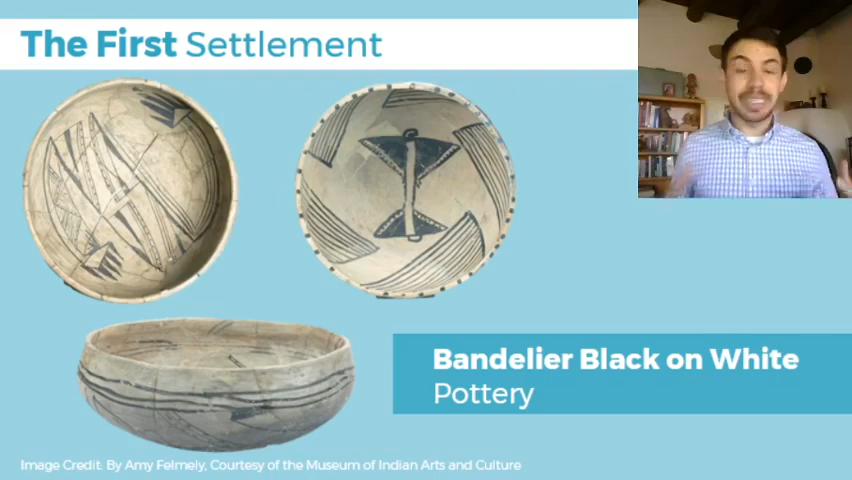 The First Settlement
Bandelier Black on White
Pottery
Image Credit: By Amy Felmely, Courtesy of the Museum of Indian Arts and Culture